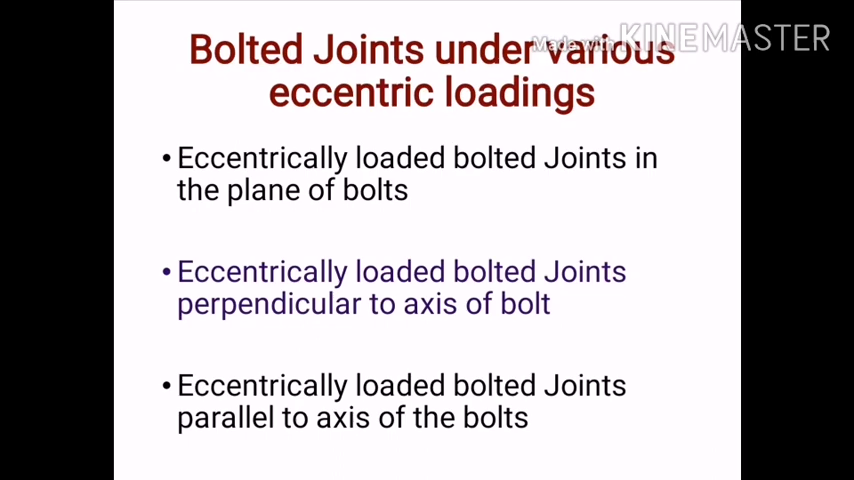 Bolted Joints under various
Made with KINEMASTER
eccentric loadings
• Eccentrically loaded bolted Joints in
the plane of bolts
• Eccentrically loaded bolted Joints
perpendicular to axis of bolt
• Eccentrically loaded bolted Joints
parallel to axis of the bolts